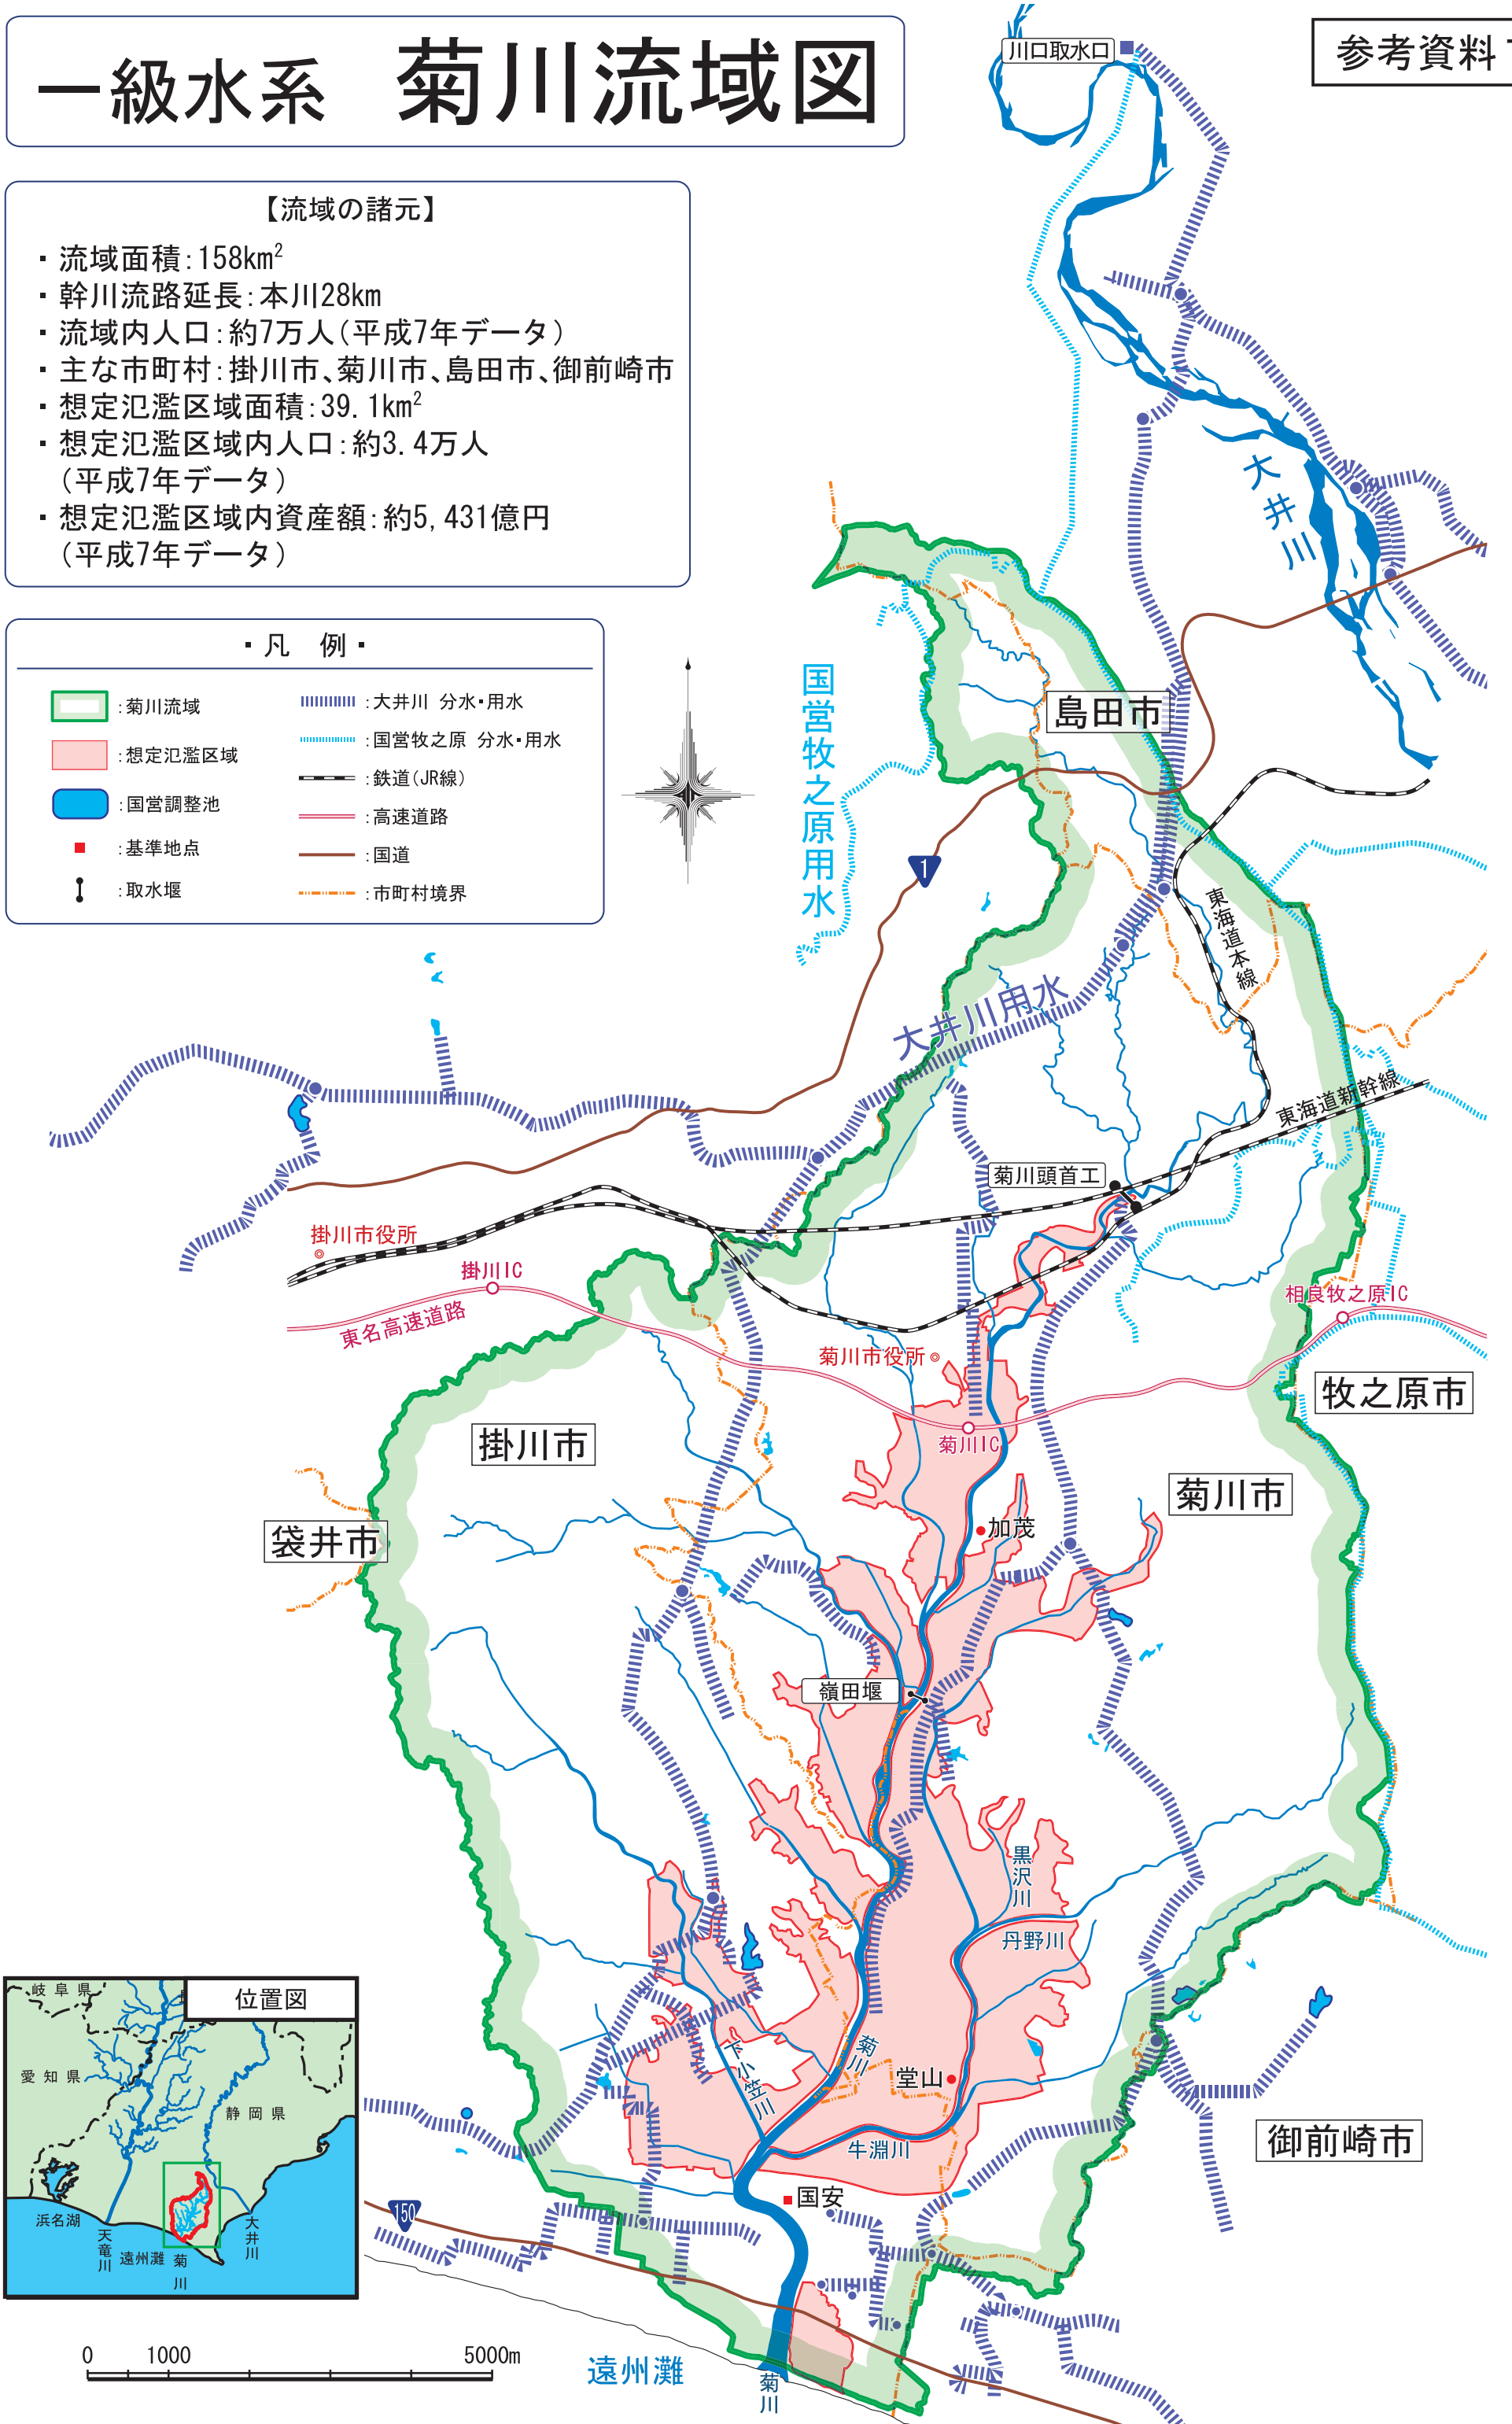 一級水系 菊川流域図
参考資料
【流域の諸元】
・流域面積:158km²
・幹川流路延長:本川28km
・流域内人口:約7万人(平成7年データ)
・主な市町村:掛川市、菊川市、島田市、御前崎市
・想定氾濫区域面積:39.1km²
・想定氾濫区域内人口:約3.4万人
(平成7年データ)
・想定氾濫区域内資産額:約5,431億円
(平成7年データ)
・凡 例・
:菊川流域
:想定氾濫区域
:国営調整池
:基準地点
:取水堰
:大井川 分水・用水
:国営牧之原 分水・用水
:鉄道(JR線)
:高速道路
:国道
:市町村境界
川口取水口
大井川
国営牧之原用水
島田市
1
東海道本線
大井川用水
東海道新幹線
菊川頭首工
掛川市役所
掛川IC
東名高速道路
相良牧之原IC
菊川市役所
牧之原市
掛川市
菊川IC
菊川市
袋井市
加茂
嶺田堰
黒沢川
丹野川
菊川
下小笠川
堂山
牛淵川
御前崎市
国安
150
遠州灘
菊川
位置図
岐阜県
愛知県
静岡県
浜名湖
天竜川
遠州灘
菊川
大井川
0 1000 5000m